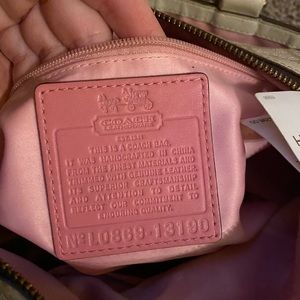 COACH
LEATHERWARE
EST. 1941
THIS IS A COACH BAG.
IT WAS HANDCRAFTED IN CHINA
FROM THE FINEST MATERIALS AND
TRIMMED WITH GENUINE LEATHER
ITS SUPERIOR CRAFTSMANSHIP
AND ATTENTION TO DETAIL
REFLECT OUR COMMITMENT TO
ENDURING QUALITY.
Nº L0869-13190